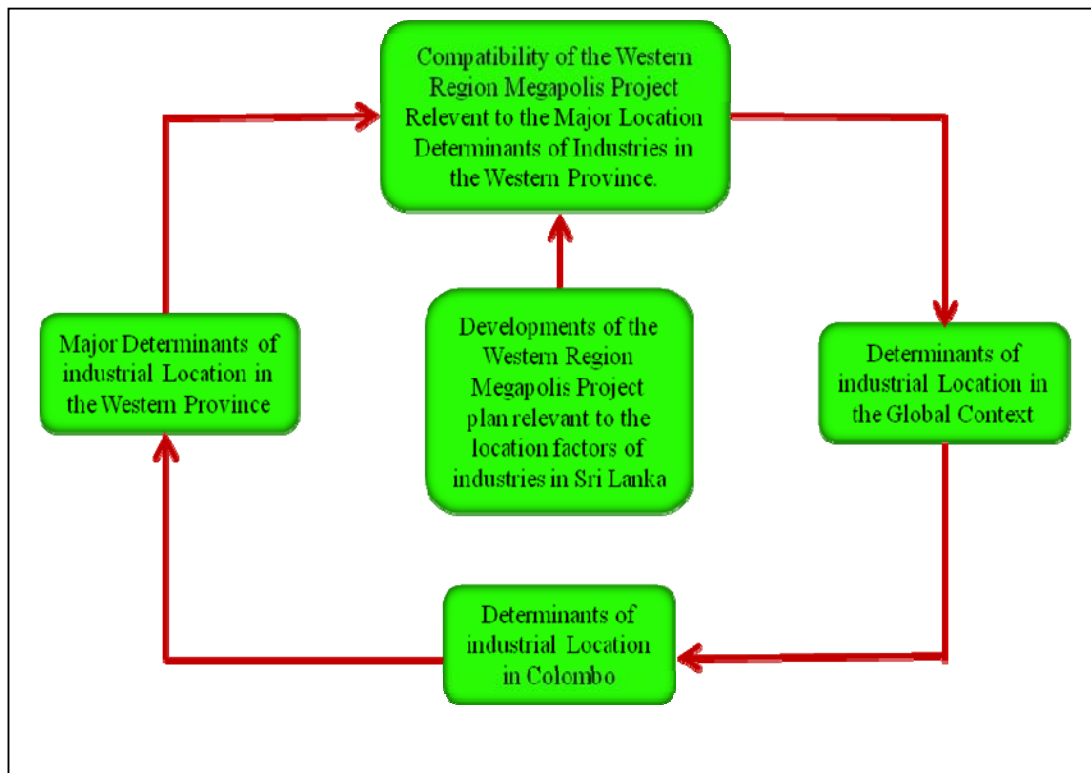 Compatibility of the Western
Region Megapolis Project
Relevent to the Major Location
Determinants of Industries in
the Western Province.
Major Determinants of
industrial Location in
the Western Province
Developments of the
Western Region
Megapolis Project
plan relevant to the
location factors of
industries in Sri Lanka
Determinants of
industrial Location in
the Global Context
Determinants of
industrial Location
in Colombo